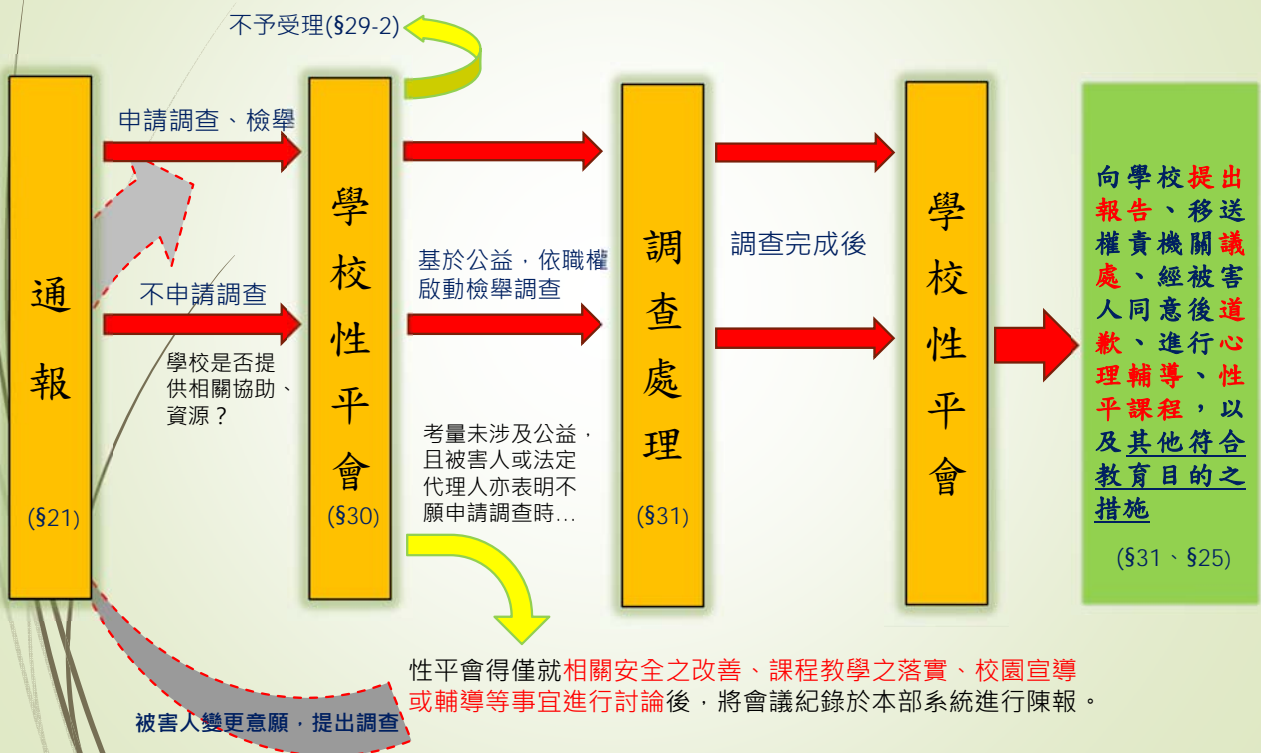 不予受理(§29-2)
通報
(§21)
申請調查、檢舉
不申請調查
學校是否提
供相關協助、
資源？
學校性平會
(§30)
基於公益，依職權
啟動檢舉調查
考量未涉及公益，
且被害人或法定
代理人亦表明不
願申請調查時…
調查處理
(§31)
調查完成後
學校性平會
向學校提出
報告、移送
權責機關議
處、經被害
人同意後道
歉、進行心
理輔導、性
平課程，以
及其他符合
教育目的之
措施
(§31、§25)
性平會得僅就相關安全之改善、課程教學之落實、校園宣導
或輔導等事宜進行討論後，將會議紀錄於本部系統進行陳報。
被害人變更意願，提出調查